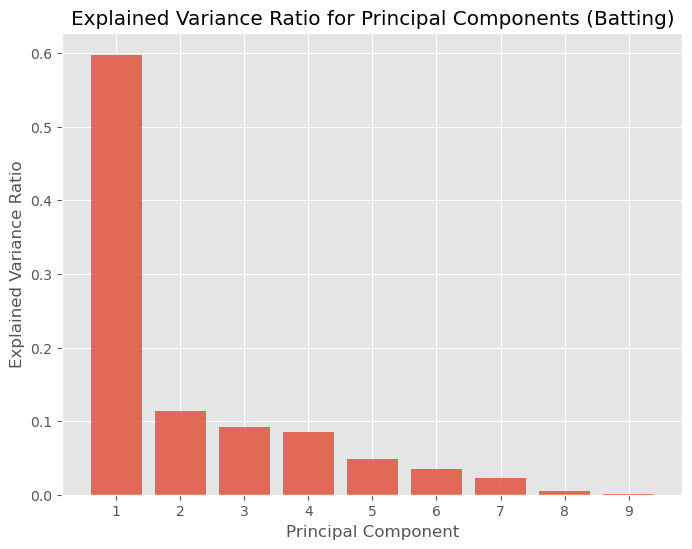 Explained Variance Ratio for Principal Components (Batting)
Explained Variance Ratio
0.6
0.5
0.4
0.3
0.2
0.1
0.0
1 2 3 4 5 6 7 8 9
Principal Component